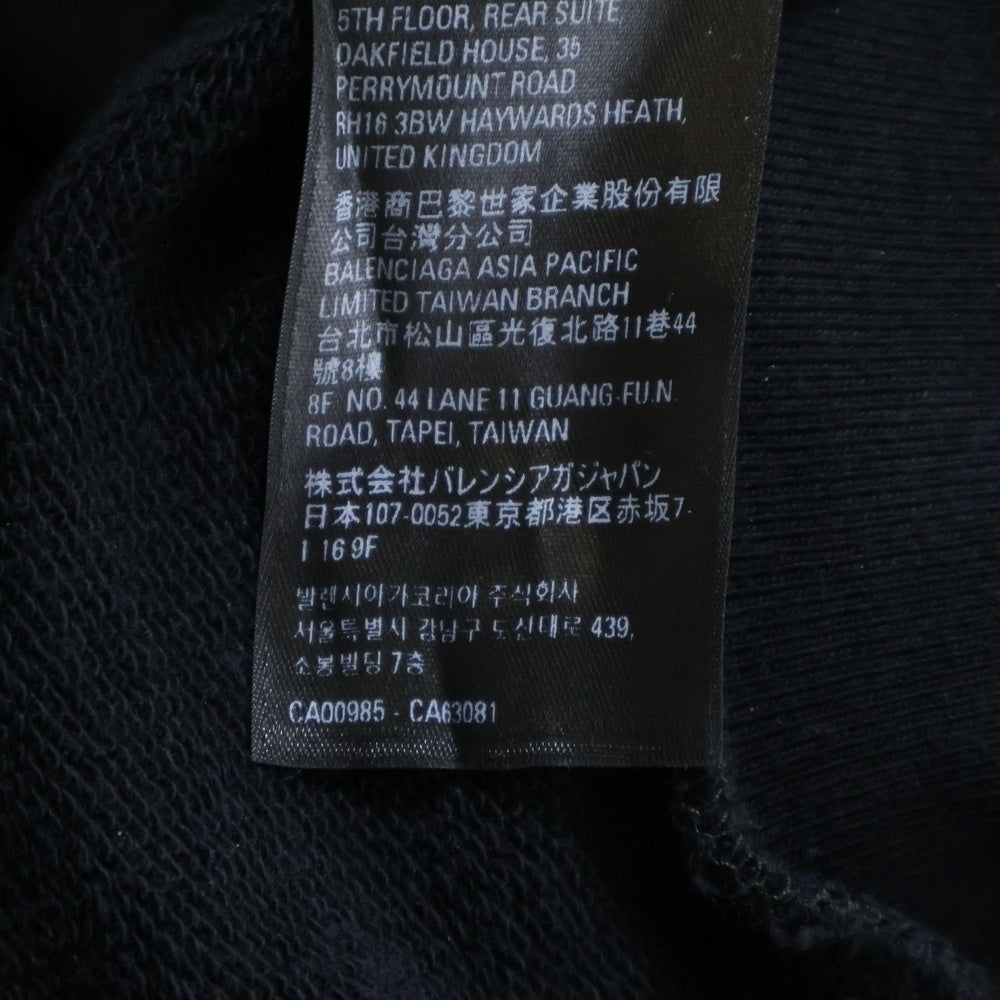 5TH FLOOR, REAR SUITE
OAKFIELD HOUSE, 35
PERRYMOUNT ROAD
RH16 3BW HAYWARDS HEATH,
UNITED KINGDOM
香港商巴黎世家企業股份有限
公司台灣分公司
BALENCIAGA ASIA PACIFIC
LIMITED TAIWAN BRANCH
台北市松山區光復北路11巷44
號8樓
8F. NO. 44 LANE 11 GUANG-FU.N.
ROAD, TAPEI, TAIWAN
株式会社バレンシアガジャパン
日本107-0052東京都港区赤坂7-
1 16 9F
발렌시아가코리아 주식회사
서울특별시 강남구 도산대로 439,
소봉빌딩 7층
CA00985 - CA63081